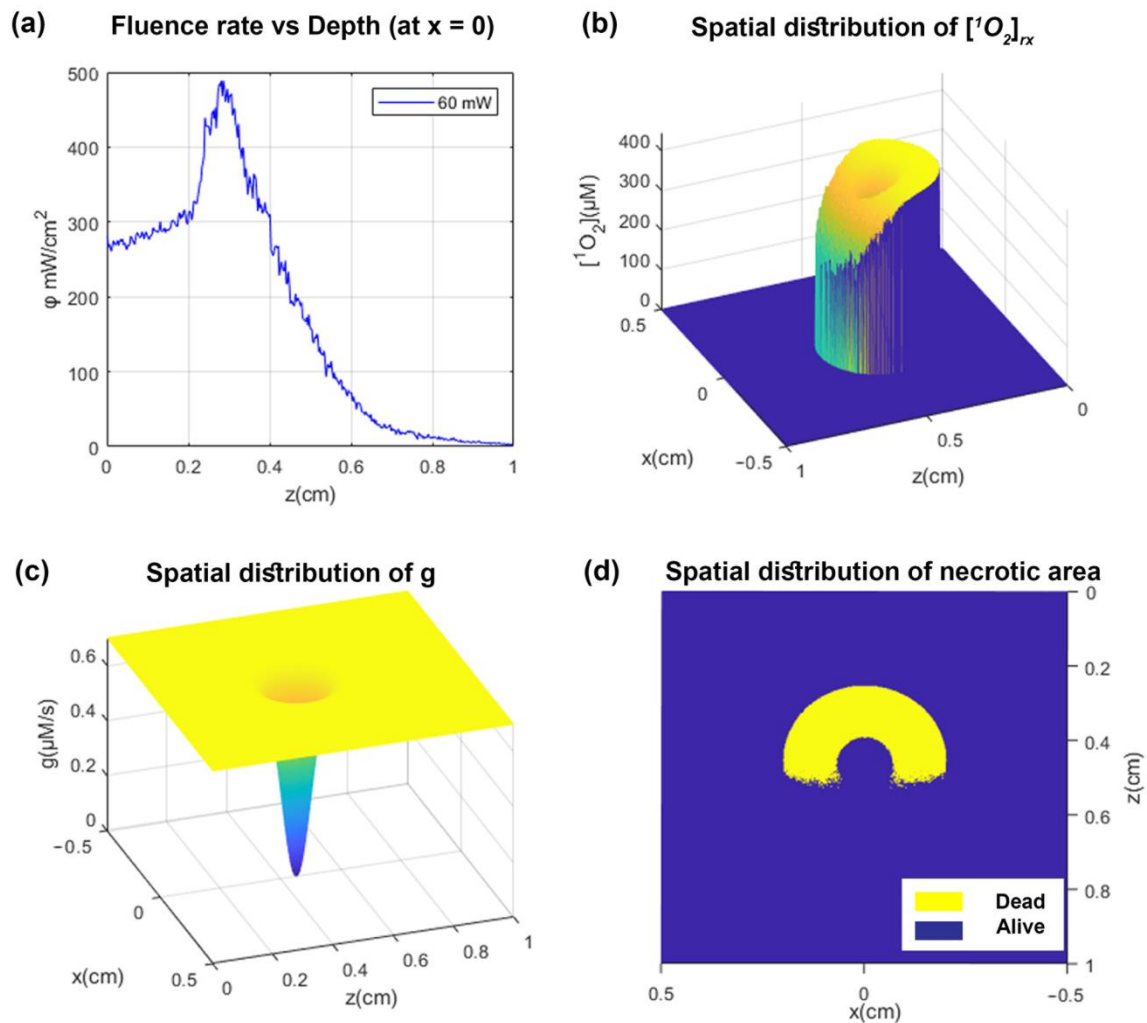 (a) Fluence rate vs Depth (at x = 0)
500
400
300
200
100
0
φ mW/cm²
60 mW
0 0.2 0.4 0.6 0.8 1
z(cm)
(b) Spatial distribution of [¹O₂]rx
400
300
200
100
0
[¹O₂](μM)
0.5
0
−0.5
x(cm)
1
0.5
0
z(cm)
(c) Spatial distribution of g
0.6
0.4
0.2
0
g(μM/s)
−0.5
0
0.5
x(cm)
0
0.2
0.4
0.6
0.8
1
z(cm)
(d) Spatial distribution of necrotic area
0
0.2
0.4
0.6
0.8
1
z(cm)
Dead
Alive
0.5 0 −0.5
x(cm)